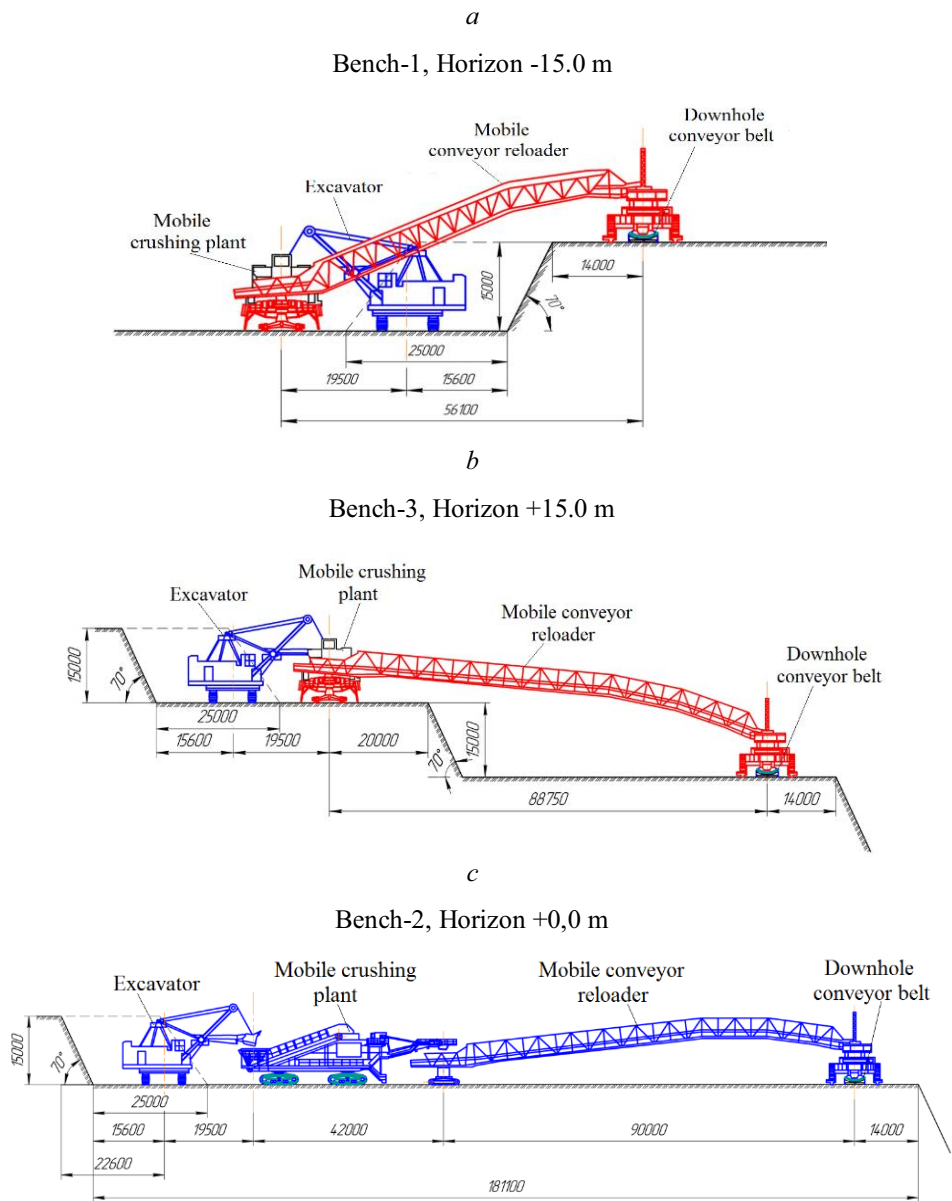 a
Bench-1, Horizon -15.0 m
Downhole
conveyor belt
Mobile
conveyor reloader
Excavator
Mobile
crushing plant
14000
15000
70°
25000
19500
15600
56100
b
Bench-3, Horizon +15.0 m
Mobile crushing
plant
Excavator
Mobile conveyor
reloader
Downhole
conveyor belt
15000
70°
25000
15600
19500
20000
15000
70°
88750
14000
c
Bench-2, Horizon +0,0 m
Excavator
Mobile crushing
plant
Mobile conveyor
reloader
Downhole
conveyor belt
15000
70°
25000
15600
19500
42000
90000
14000
22600
181100